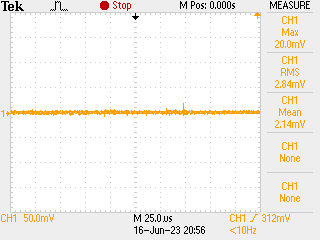 Tek Stop M Pos: 0.000s MEASURE
CH1
Max
20.0mV
CH1
RMS
2.84mV
CH1
Mean
2.14mV
CH1
None
CH1
None
1
CH1 50.0mV M 25.0us CH1 312mV
16-Jun-23 20:56 <10Hz